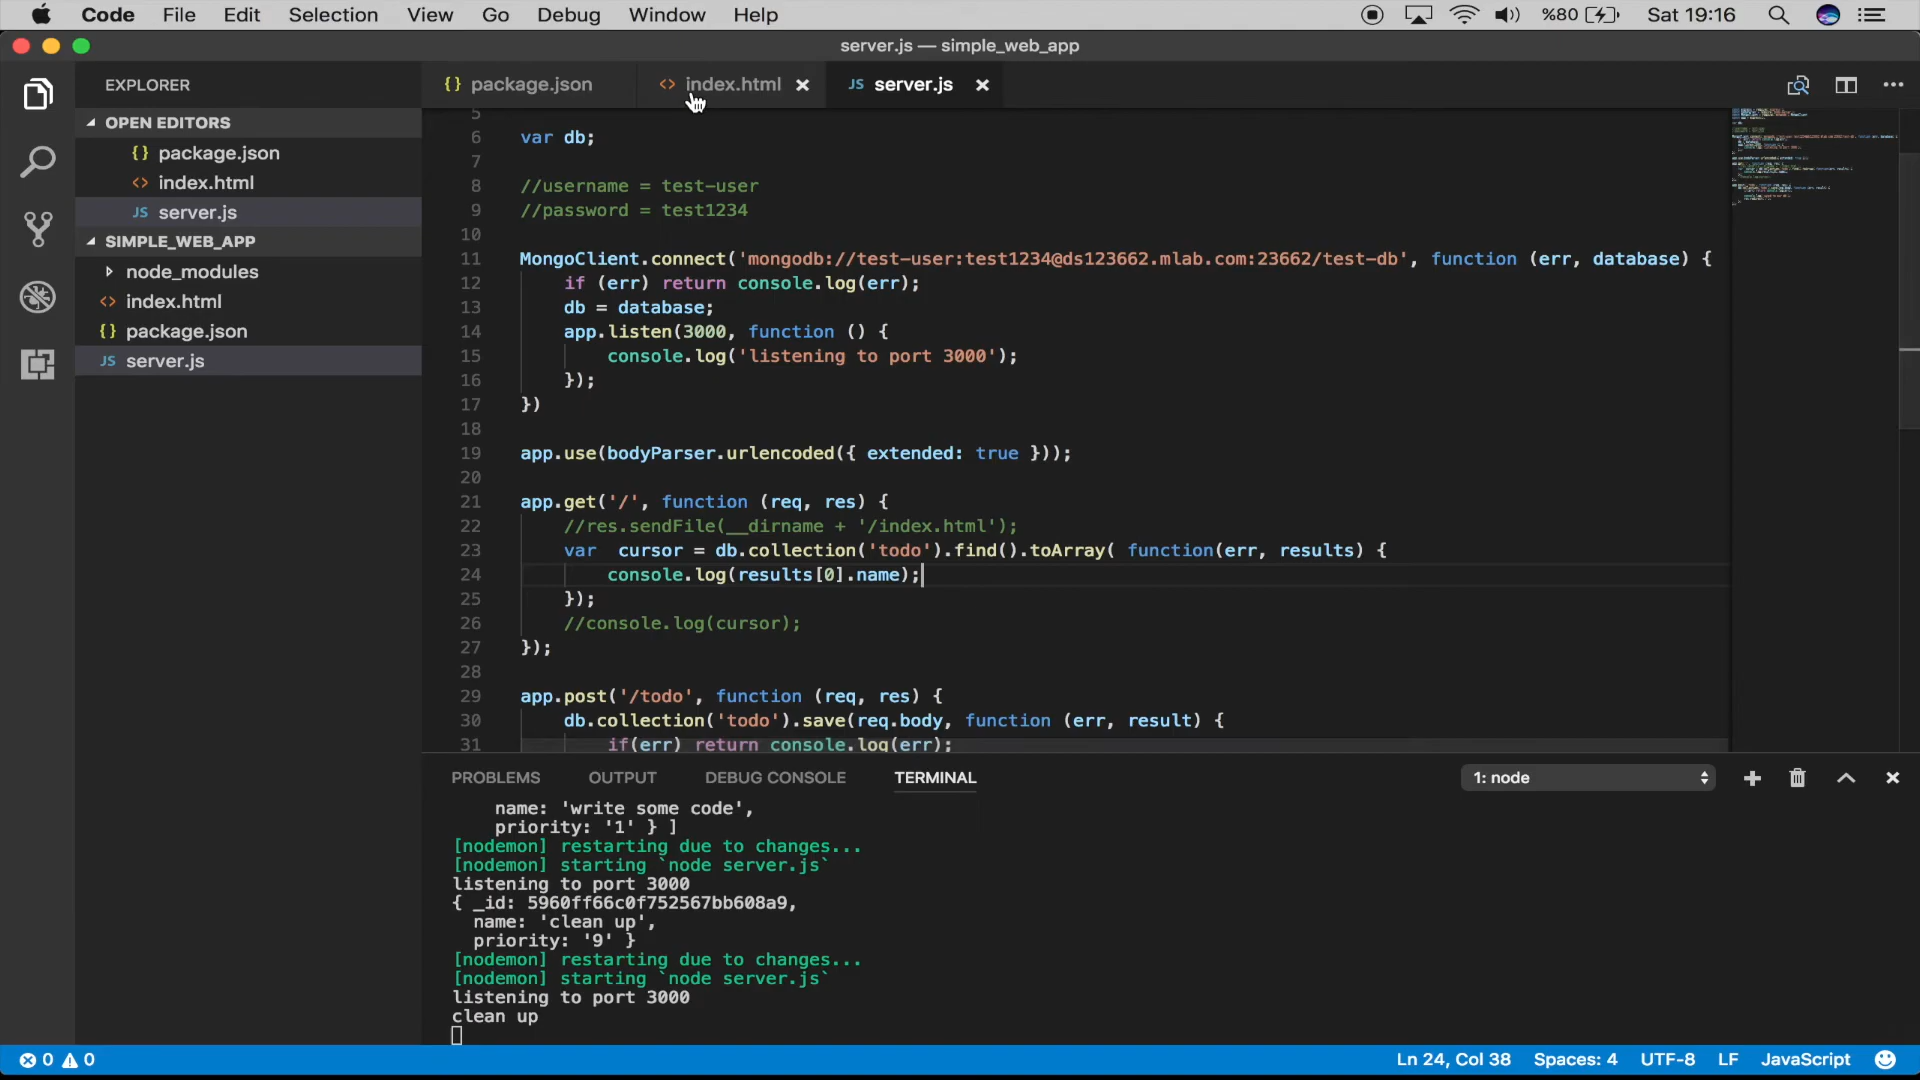 Code File Edit Selection View Go Debug Window Help %80 Sat 19:16
server.js — simple_web_app
EXPLORER
OPEN EDITORS
{} package.json
<> index.html
JS server.js
SIMPLE_WEB_APP
node_modules
<> index.html
{} package.json
JS server.js
{} package.json <> index.html × JS server.js ×
5
6 var db;
7
8 //username = test-user
9 //password = test1234
10
11 MongoClient.connect('mongodb://test-user:test1234@ds123662.mlab.com:23662/test-db', function (err, database) {
12 if (err) return console.log(err);
13 db = database;
14 app.listen(3000, function () {
15 console.log('listening to port 3000');
16 });
17 })
18
19 app.use(bodyParser.urlencoded({ extended: true }));
20
21 app.get('/', function (req, res) {
22 //res.sendFile(__dirname + '/index.html');
23 var  cursor = db.collection('todo').find().toArray( function(err, results) {
24 console.log(results[0].name);
25 });
26 //console.log(cursor);
27 });
28
29 app.post('/todo', function (req, res) {
30 db.collection('todo').save(req.body, function (err, result) {
31 if(err) return console.log(err);
PROBLEMS OUTPUT DEBUG CONSOLE TERMINAL 1: node
name: 'write some code',
priority: '1' } ]
[nodemon] restarting due to changes...
[nodemon] starting `node server.js`
listening to port 3000
{ _id: 5960ff66c0f752567bb608a9,
name: 'clean up',
priority: '9' }
[nodemon] restarting due to changes...
[nodemon] starting `node server.js`
listening to port 3000
clean up
0 0 Ln 24, Col 38 Spaces: 4 UTF-8 LF JavaScript